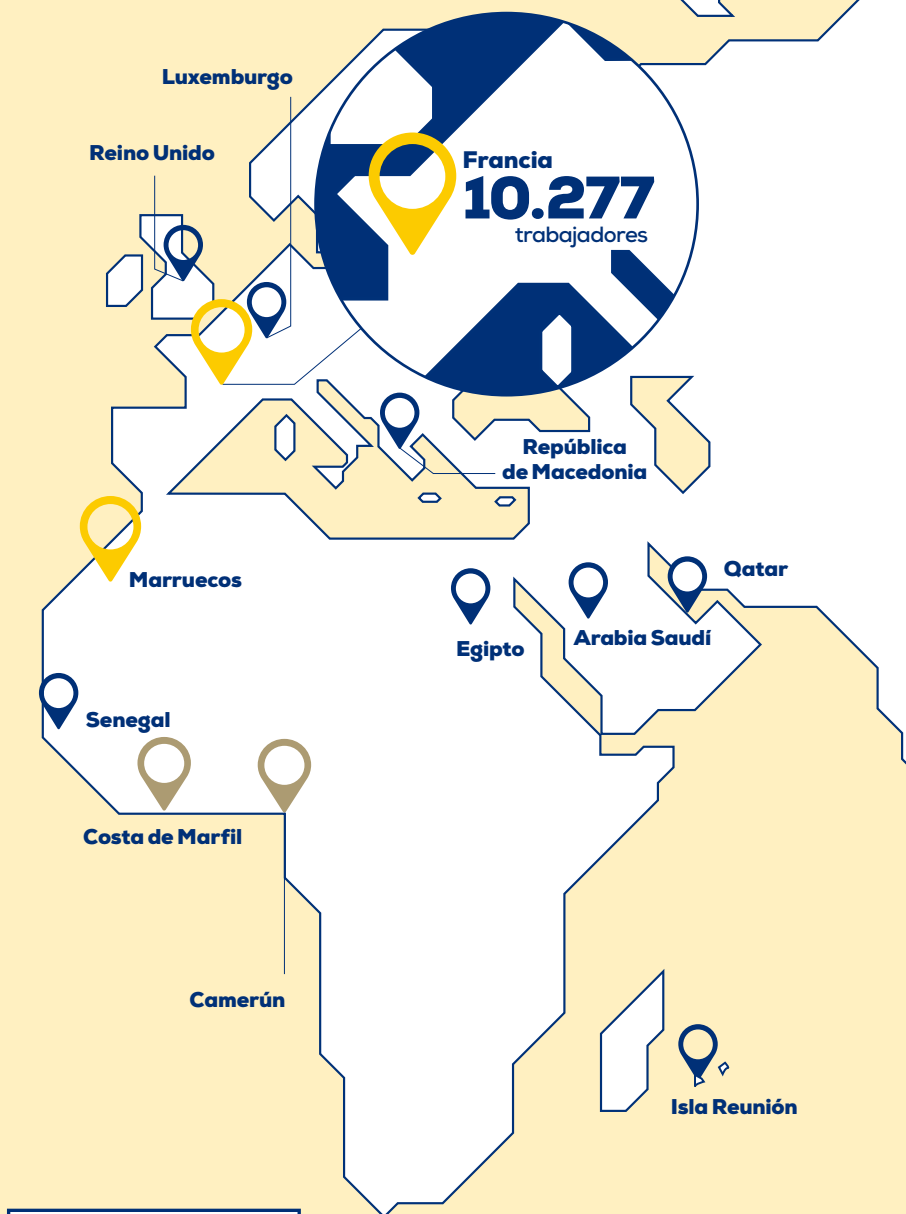 Luxemburgo
Reino Unido
Francia
10.277
trabajadores
República
de Macedonia
Marruecos
Qatar
Egipto
Arabia Saudí
Senegal
Costa de Marfil
Camerún
Isla Reunión